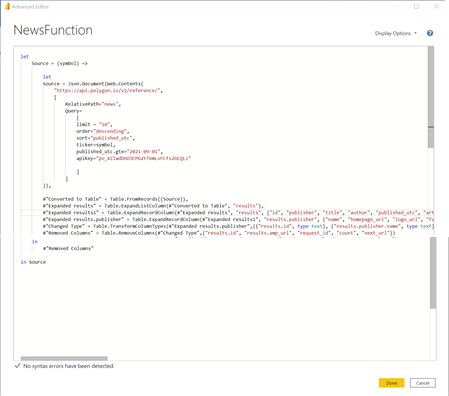 Advanced Editor
NewsFunction
Display Options
let
Source = (symbol) =>
let
Source = Json.Document(Web.Contents(
"https://api.polygon.io/v2/reference/",
[
RelativePath="news",
Query=
[
limit = "10",
order="descending",
sort="published_utc",
ticker=symbol,
published_utc.gte="2021-09-01",
apikey=
]
]
)),
#"Converted to Table" = Table.FromRecords({Source}),
#"Expanded results" = Table.ExpandListColumn(#"Converted to Table", "results"),
#"Expanded results1" = Table.ExpandRecordColumn(#"Expanded results", "results", {"id", "publisher", "title", "author", "published_utc", "art
#"Expanded results.publisher" = Table.ExpandRecordColumn(#"Expanded results1", "results.publisher", {"name", "homepage_url", "logo_url", "fa
#"Changed Type" = Table.TransformColumnTypes(#"Expanded results.publisher",{{"results.id", type text}, {"results.publisher.name", type text}
#"Removed Columns" = Table.RemoveColumns(#"Changed Type",{"results.id", "results.amp_url", "request_id", "count", "next_url"})
in
#"Removed Columns"
in Source
No syntax errors have been detected.
Done
Cancel